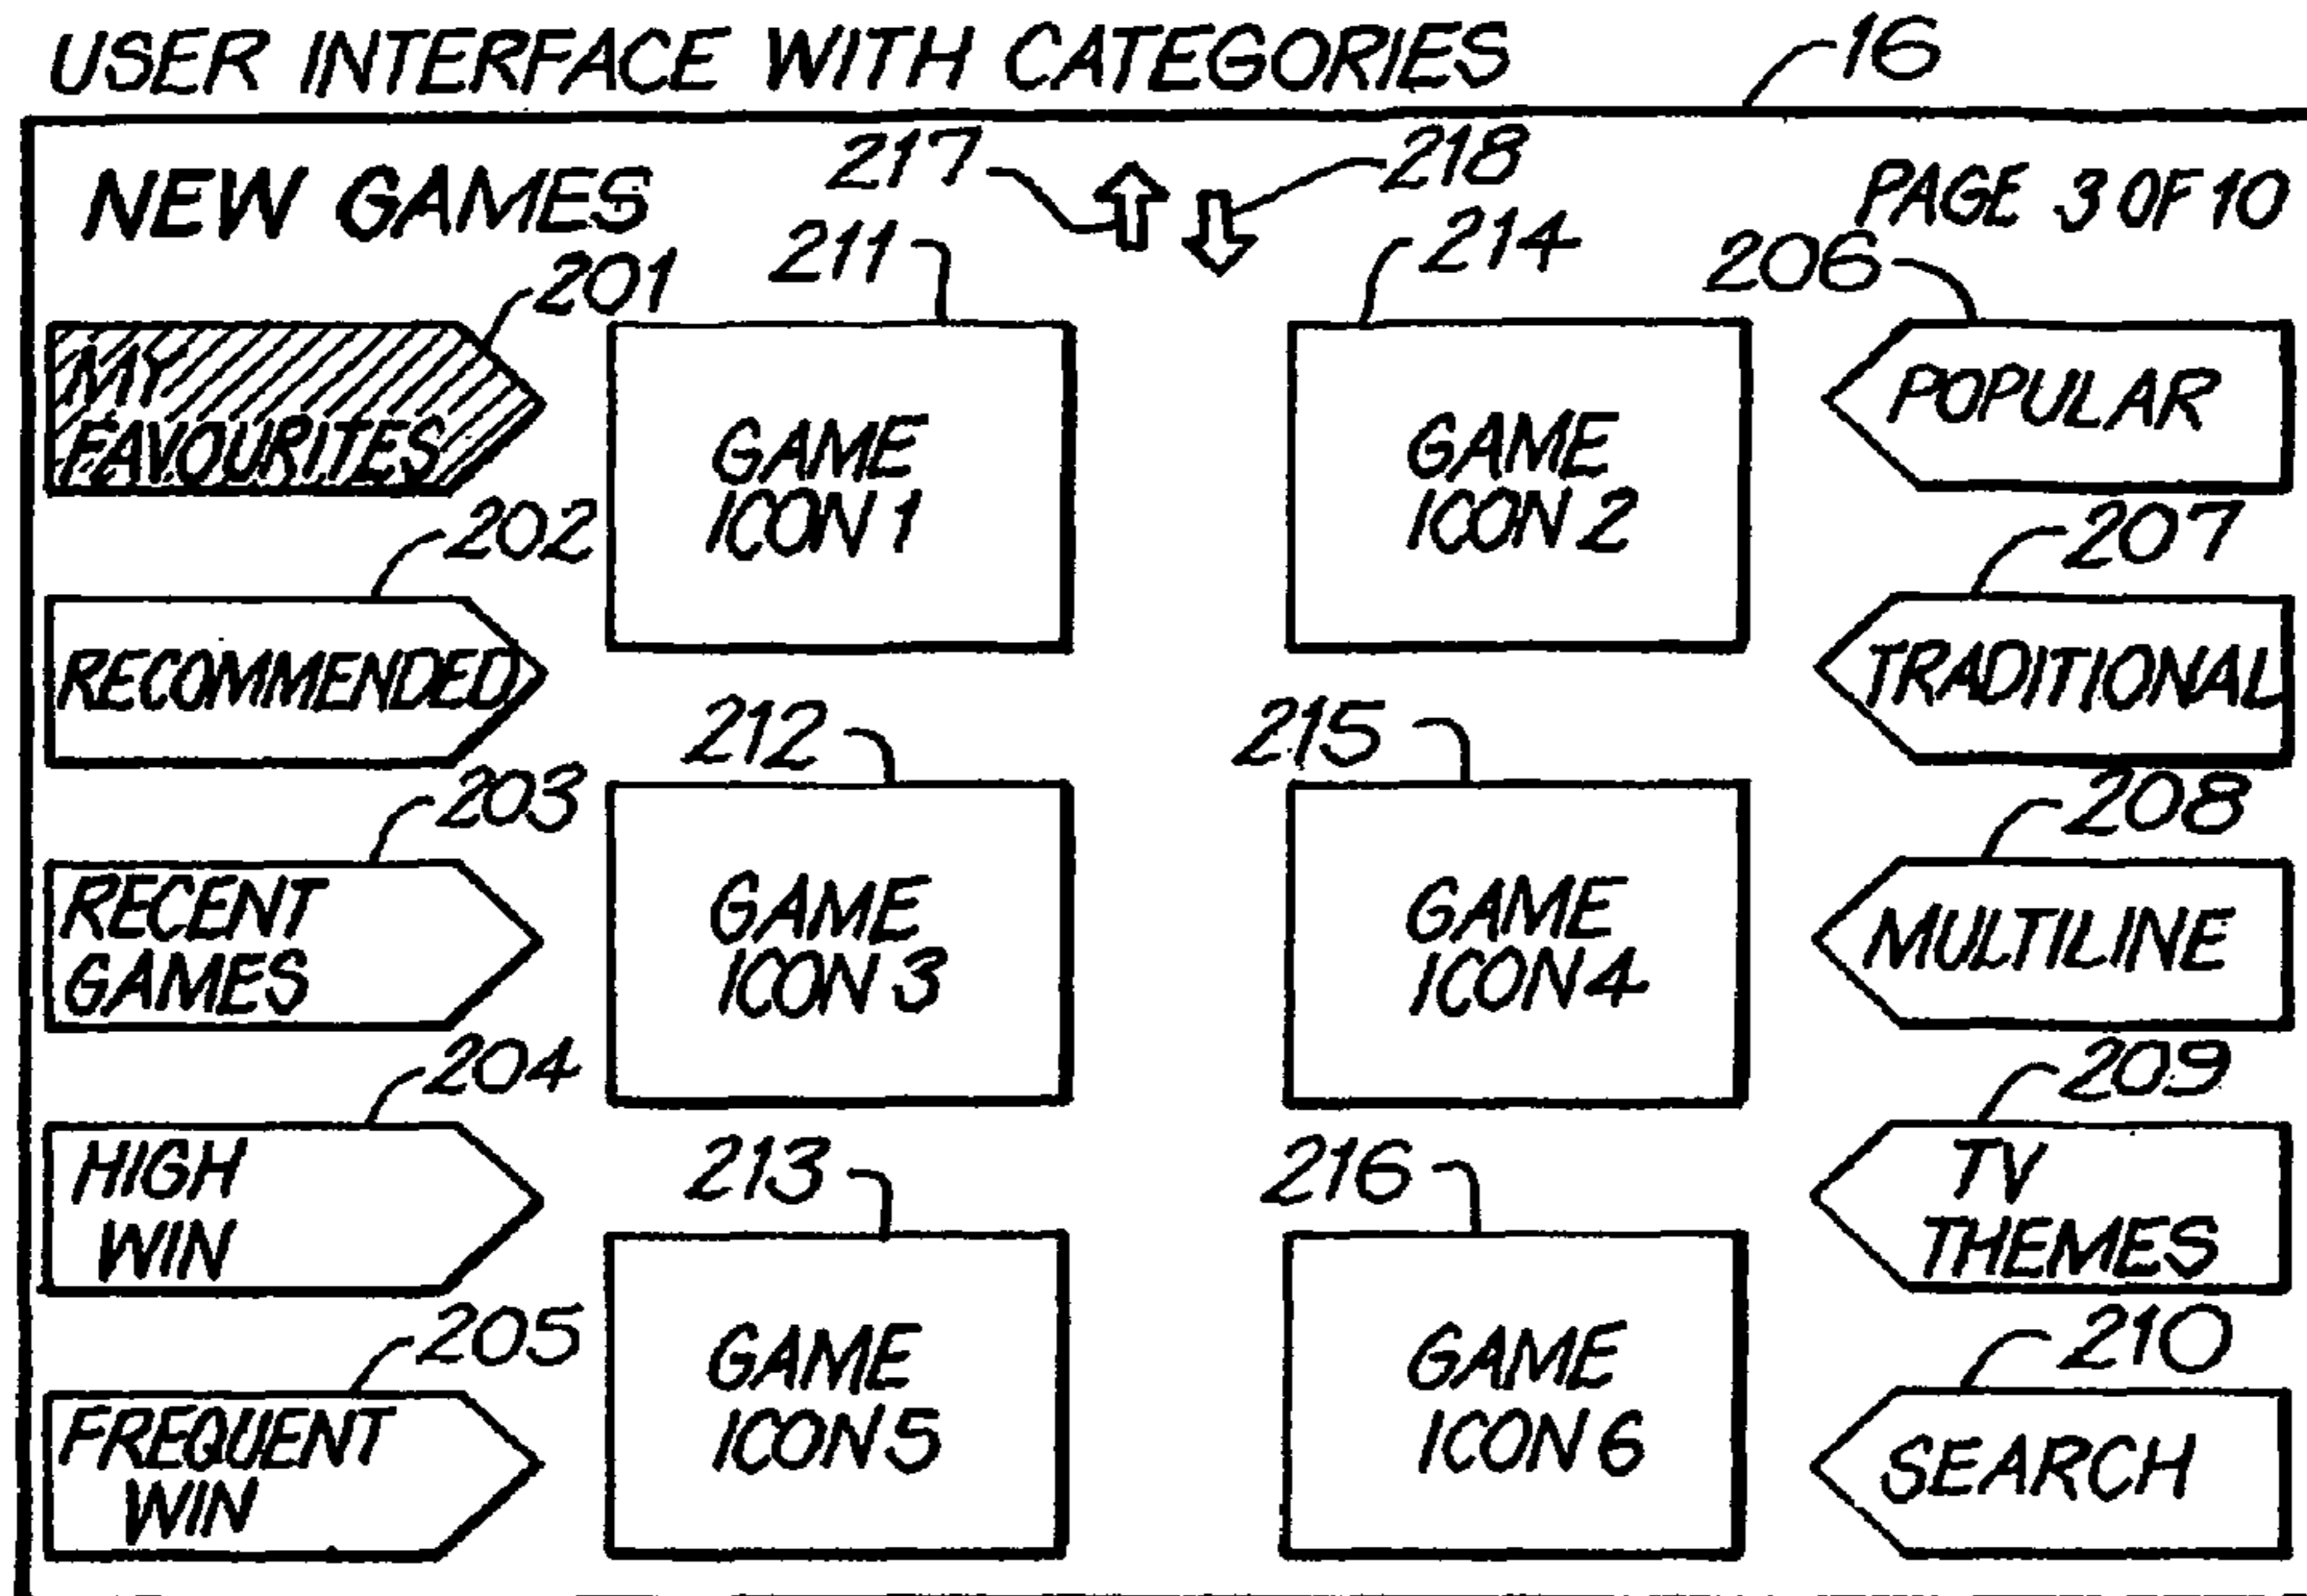 USER INTERFACE WITH CATEGORIES
16
NEW GAMES
217
218
PAGE 3 OF 10
211
214
206
201
MY
FAVOURITES
GAME
ICON 1
GAME
ICON 2
POPULAR
202
207
RECOMMENDED
TRADITIONAL
212
215
203
208
RECENT
GAMES
GAME
ICON 3
GAME
ICON 4
MULTILINE
204
209
HIGH
WIN
213
216
TV
THEMES
205
210
FREQUENT
WIN
GAME
ICON 5
GAME
ICON 6
SEARCH